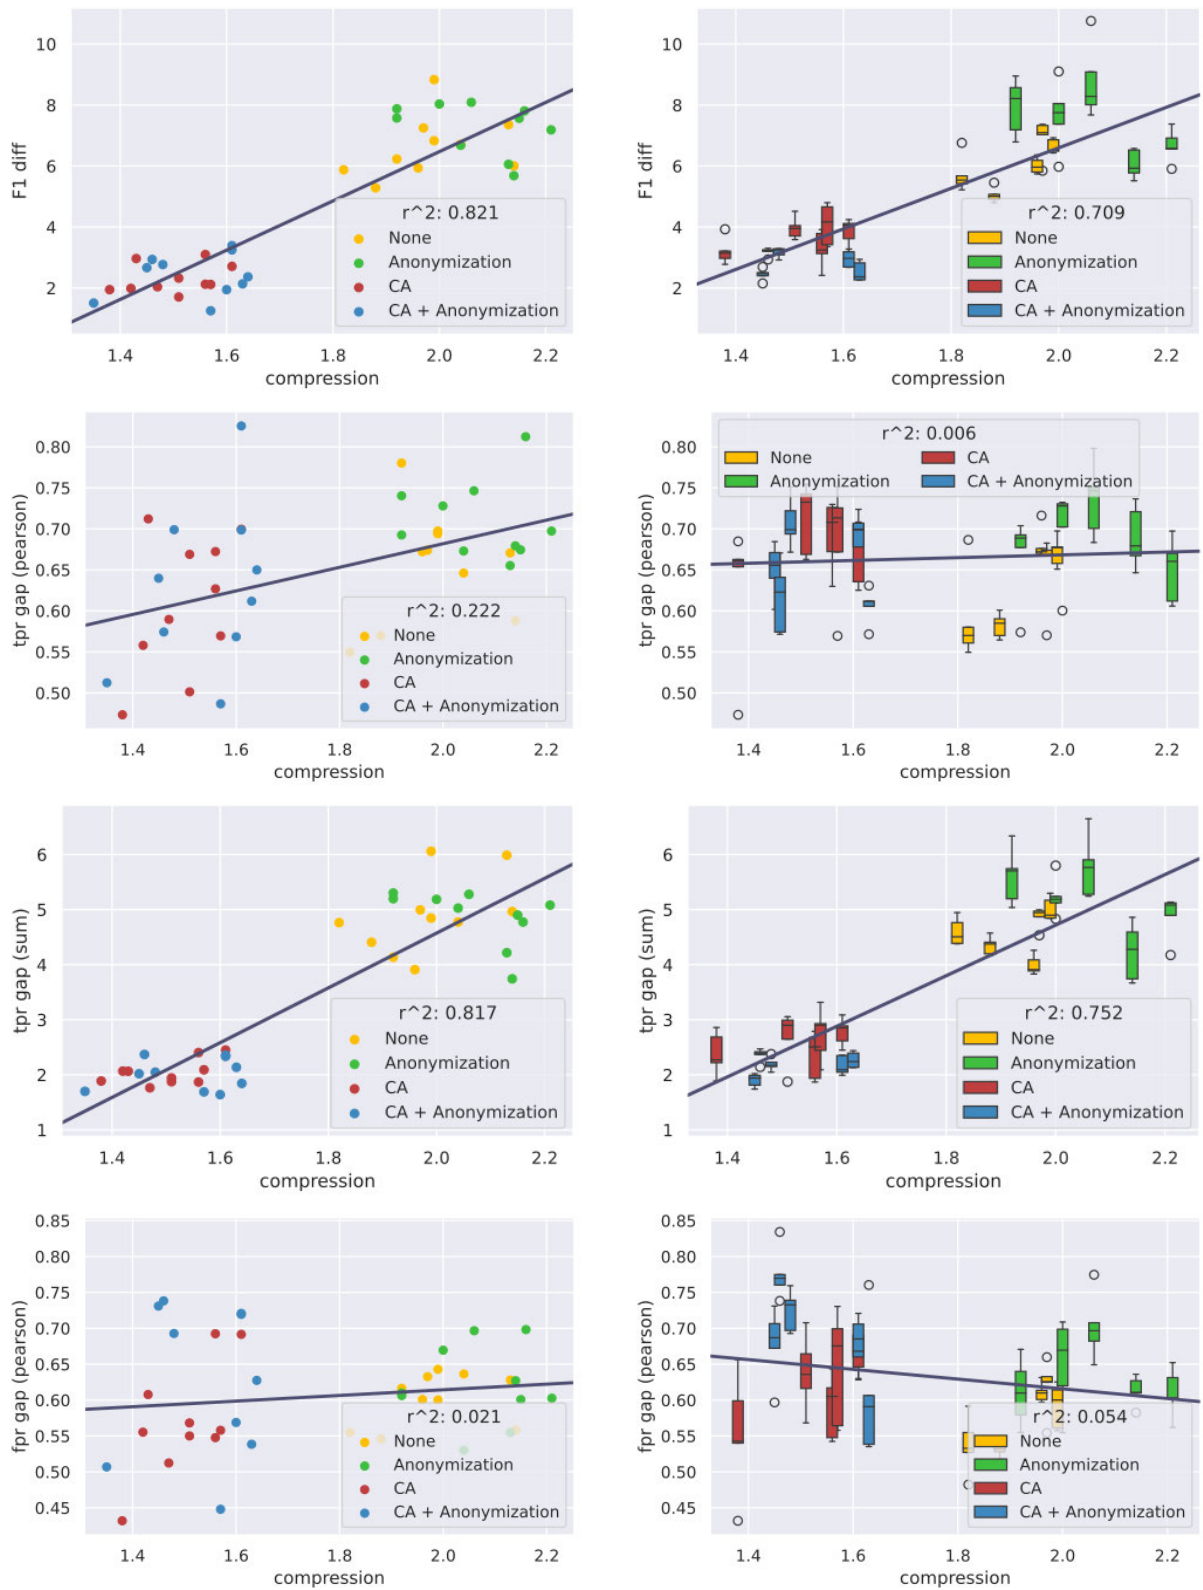 10
8
6
4
2
F1 diff
r^2: 0.821
None
Anonymization
CA
CA + Anonymization
1.4 1.6 1.8 2.0 2.2
compression
10
8
6
4
2
F1 diff
r^2: 0.709
None
Anonymization
CA
CA + Anonymization
1.4 1.6 1.8 2.0 2.2
compression
0.80
0.75
0.70
0.65
0.60
0.55
0.50
tpr gap (pearson)
r^2: 0.222
None
Anonymization
CA
CA + Anonymization
1.4 1.6 1.8 2.0 2.2
compression
0.80
0.75
0.70
0.65
0.60
0.55
0.50
tpr gap (pearson)
r^2: 0.006
None CA
Anonymization CA + Anonymization
1.4 1.6 1.8 2.0 2.2
compression
6
5
4
3
2
1
tpr gap (sum)
r^2: 0.817
None
Anonymization
CA
CA + Anonymization
1.4 1.6 1.8 2.0 2.2
compression
6
5
4
3
2
1
tpr gap (sum)
r^2: 0.752
None
Anonymization
CA
CA + Anonymization
1.4 1.6 1.8 2.0 2.2
compression
0.85
0.80
0.75
0.70
0.65
0.60
0.55
0.50
0.45
fpr gap (pearson)
r^2: 0.021
None
Anonymization
CA
CA + Anonymization
1.4 1.6 1.8 2.0 2.2
compression
0.85
0.80
0.75
0.70
0.65
0.60
0.55
0.50
0.45
fpr gap (pearson)
r^2: 0.054
None
Anonymization
CA
CA + Anonymization
1.4 1.6 1.8 2.0 2.2
compression